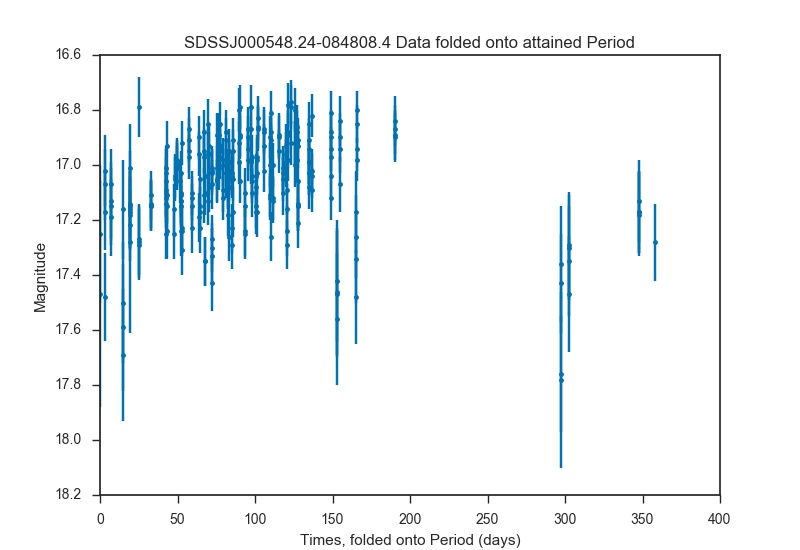 SDSSJ000548.24-084808.4 Data folded onto attained Period
16.6
16.8
17.0
17.2
17.4
17.6
17.8
18.0
18.2
Magnitude
0 50 100 150 200 250 300 350 400
Times, folded onto Period (days)